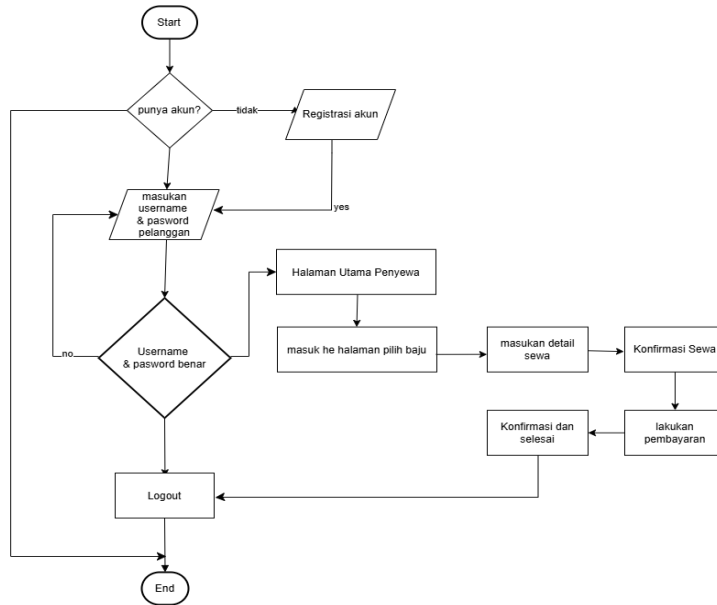 Start
punya akun?
tidak
Registrasi akun
masukan
username
& pasword
pelanggan
yes
Halaman Utama Penyewa
masuk he halaman pilih baju
masukan detail
sewa
Konfirmasi Sewa
no
Username
& pasword benar
Konfirmasi dan
selesai
lakukan
pembayaran
Logout
End